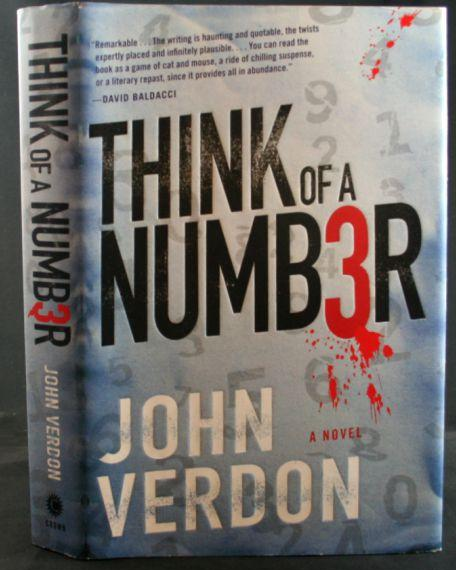 "Remarkable . . . The writing is haunting and quotable, the twists
expertly placed and infinitely plausible. . . . You can read the
book as a game of cat and mouse, a ride of chilling suspense,
or a literary repast, since it provides all in abundance."
—DAVID BALDACCI
THINK OF A
NUMB3R
JOHN
VERDON
A NOVEL
THINK OF A NUMB3R
JOHN VERDON
CROWN